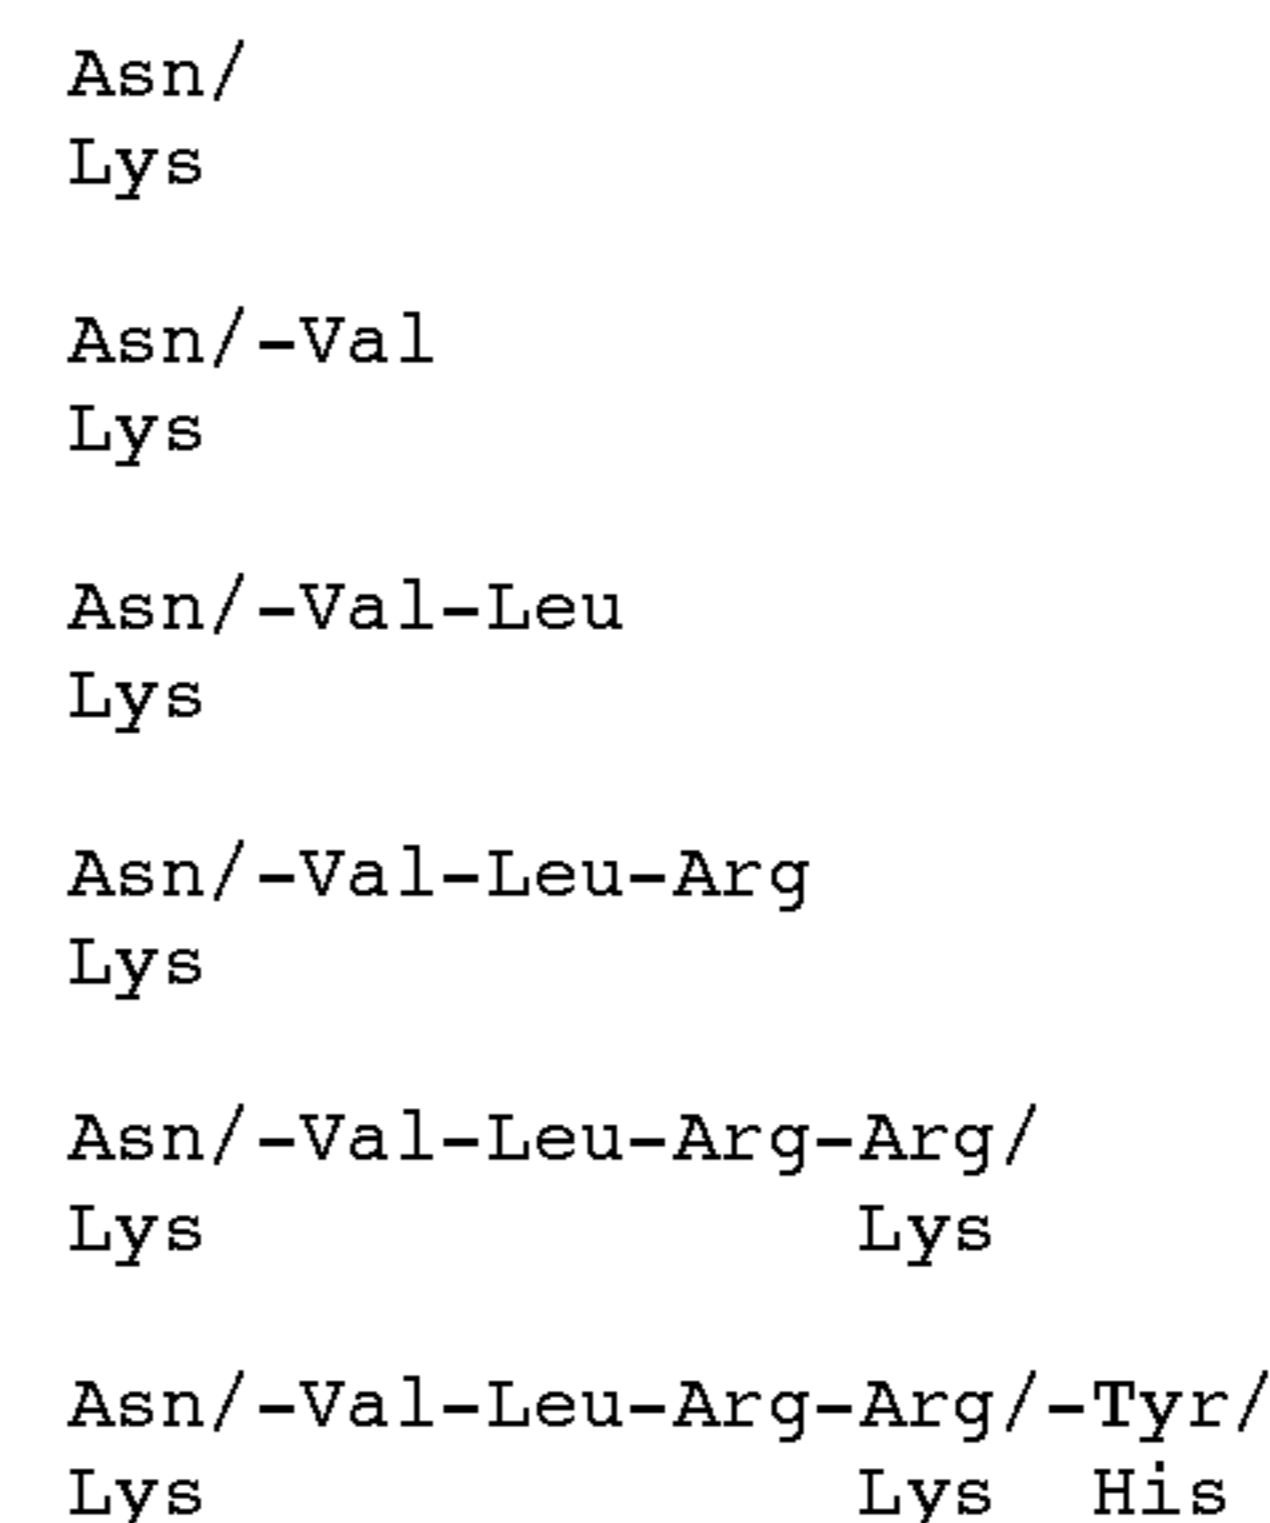 Asn/
Lys
Asn/-Val
Lys
Asn/-Val-Leu
Lys
Asn/-Val-Leu-Arg
Lys
Asn/-Val-Leu-Arg-Arg/
Lys Lys
Asn/-Val-Leu-Arg-Arg/-Tyr/
Lys Lys His